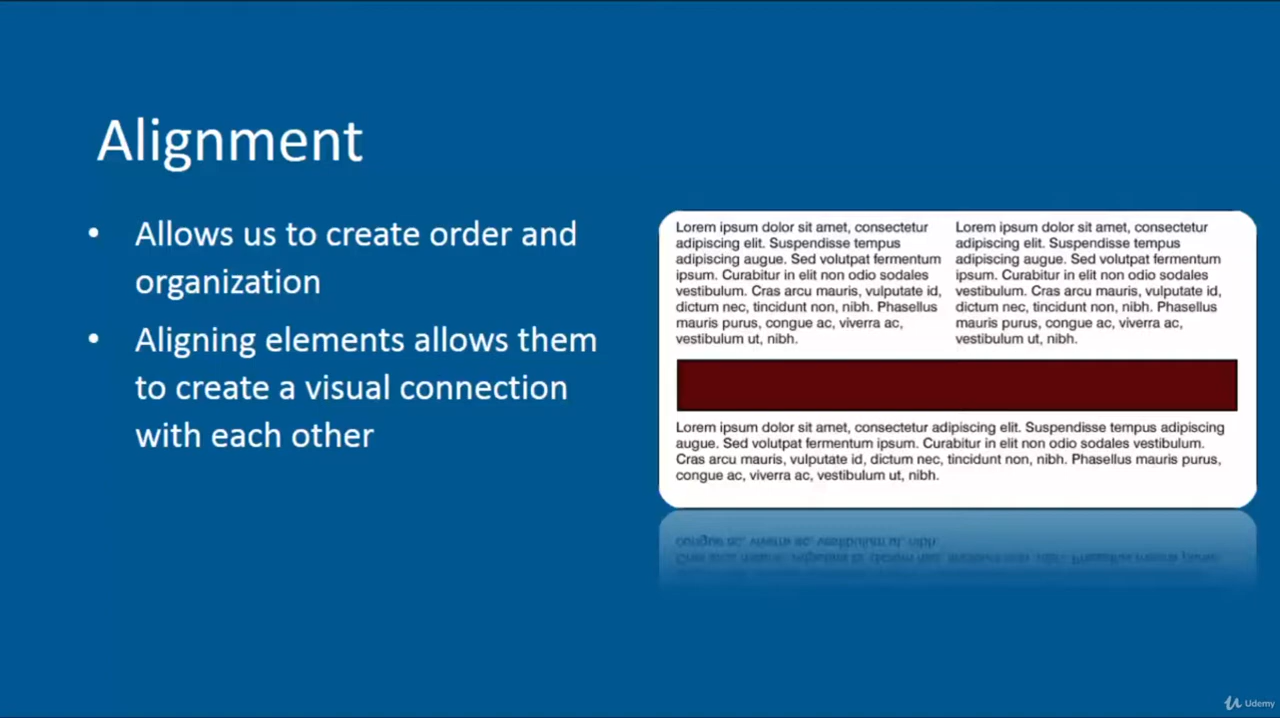 Alignment
• Allows us to create order and
organization
• Aligning elements allows them
to create a visual connection
with each other
Lorem ipsum dolor sit amet, consectetur
adipiscing elit. Suspendisse tempus
adipiscing augue. Sed volutpat fermentum
ipsum. Curabitur in elit non odio sodales
vestibulum. Cras arcu mauris, vulputate id,
dictum nec, tincidunt non, nibh. Phasellus
mauris purus, congue ac, viverra ac,
vestibulum ut, nibh.
Lorem ipsum dolor sit amet, consectetur
adipiscing elit. Suspendisse tempus
adipiscing augue. Sed volutpat fermentum
ipsum. Curabitur in elit non odio sodales
vestibulum. Cras arcu mauris, vulputate id,
dictum nec, tincidunt non, nibh. Phasellus
mauris purus, congue ac, viverra ac,
vestibulum ut, nibh.
Lorem ipsum dolor sit amet, consectetur adipiscing elit. Suspendisse tempus adipiscing
augue. Sed volutpat fermentum ipsum. Curabitur in elit non odio sodales vestibulum.
Cras arcu mauris, vulputate id, dictum nec, tincidunt non, nibh. Phasellus mauris purus,
congue ac, viverra ac, vestibulum ut, nibh.
Udemy